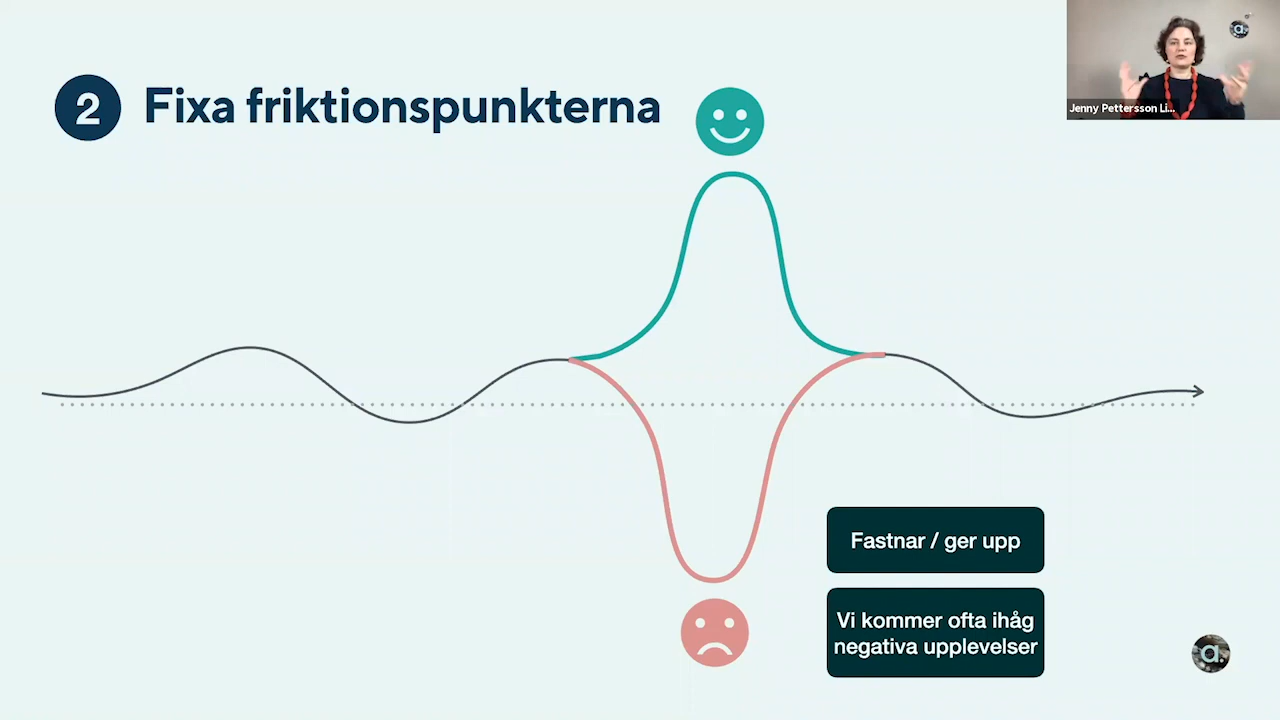 2 Fixa friktionspunkterna
Jenny Pettersson Li...
Fastnar / ger upp
Vi kommer ofta ihåg
negativa upplevelser
a